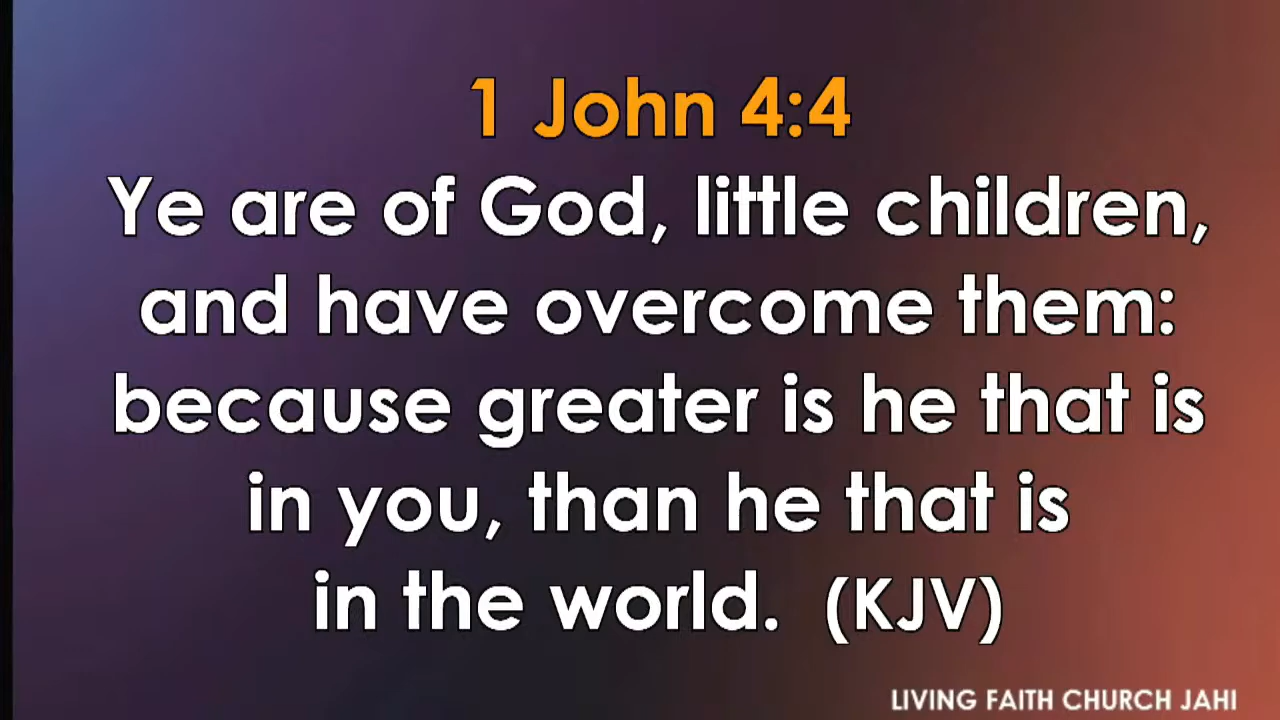 1 John 4:4
Ye are of God, little children,
and have overcome them:
because greater is he that is
in you, than he that is
in the world. (KJV)
LIVING FAITH CHURCH JAHI